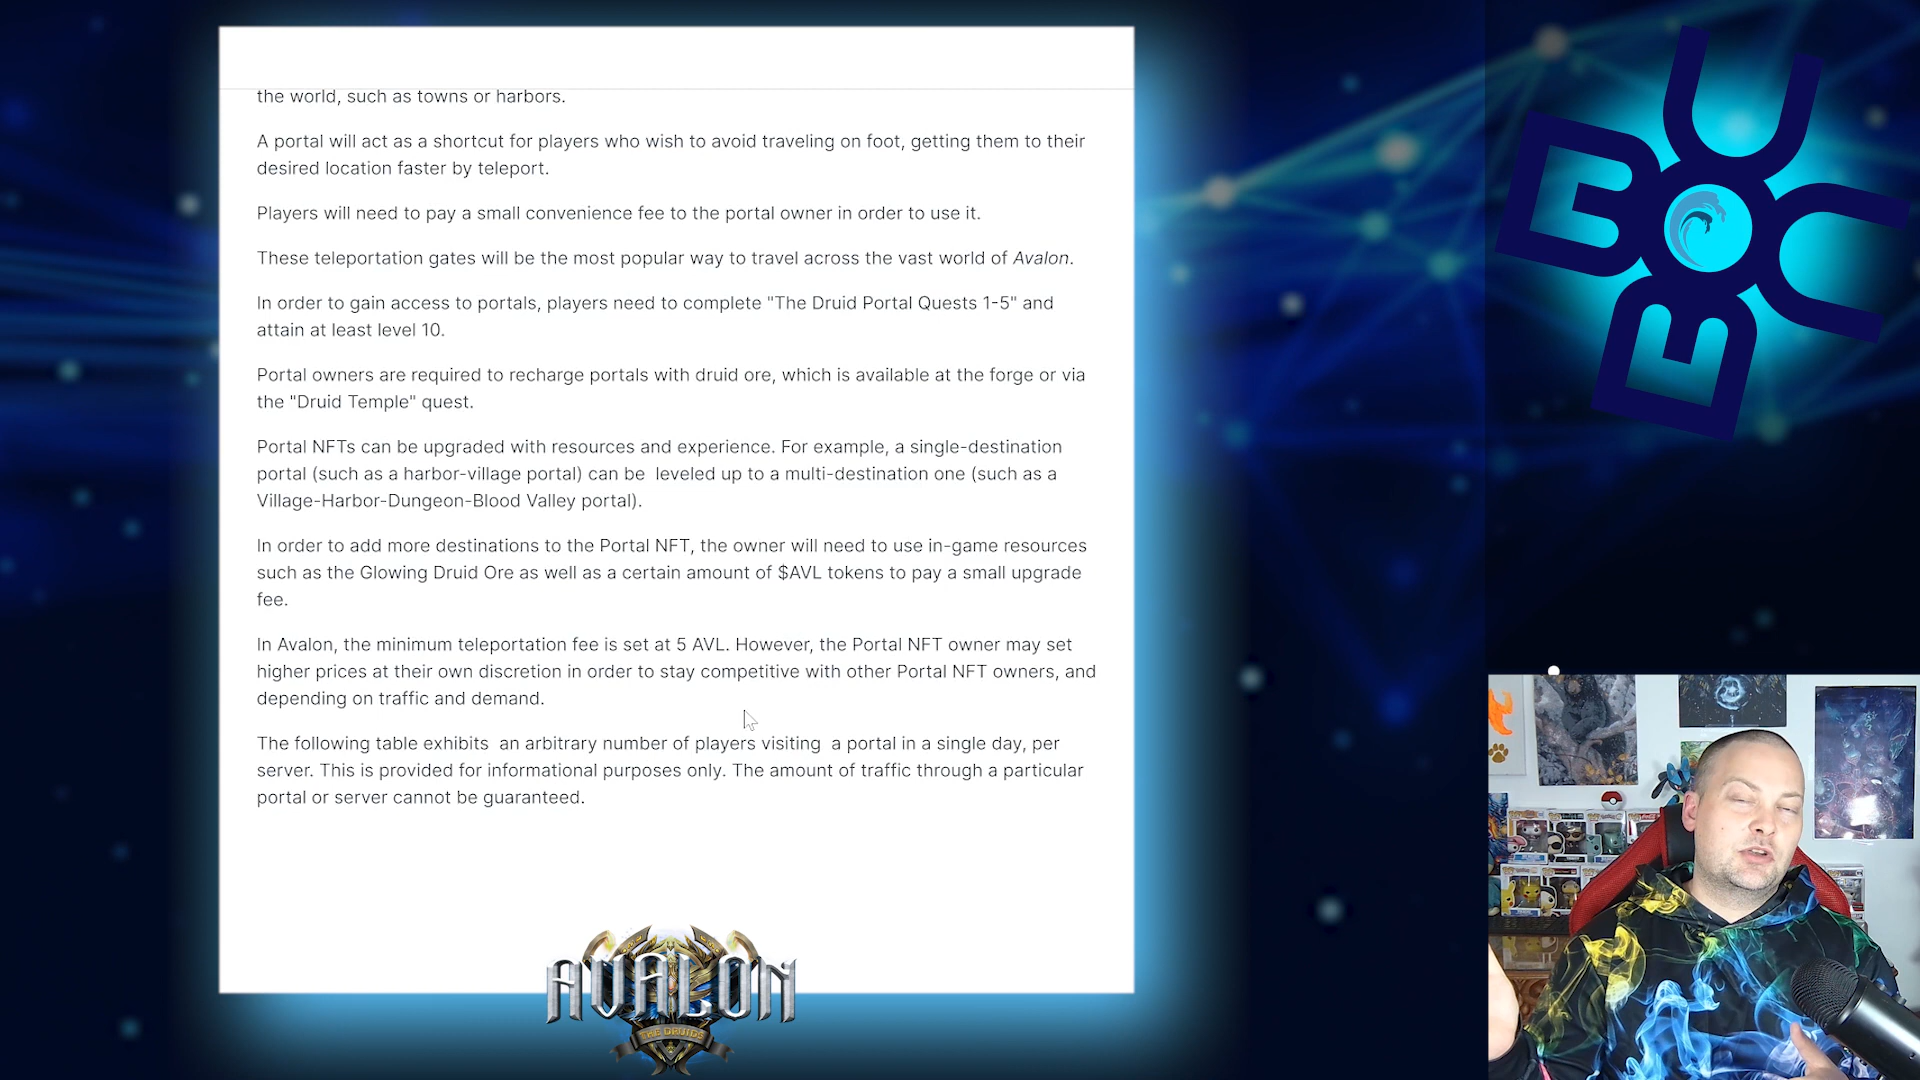 the world, such as towns or harbors.
A portal will act as a shortcut for players who wish to avoid traveling on foot, getting them to their
desired location faster by teleport.
Players will need to pay a small convenience fee to the portal owner in order to use it.
These teleportation gates will be the most popular way to travel across the vast world of Avalon.
In order to gain access to portals, players need to complete "The Druid Portal Quests 1-5" and
attain at least level 10.
Portal owners are required to recharge portals with druid ore, which is available at the forge or via
the "Druid Temple" quest.
Portal NFTs can be upgraded with resources and experience. For example, a single-destination
portal (such as a harbor-village portal) can be  leveled up to a multi-destination one (such as a
Village-Harbor-Dungeon-Blood Valley portal).
In order to add more destinations to the Portal NFT, the owner will need to use in-game resources
such as the Glowing Druid Ore as well as a certain amount of $AVL tokens to pay a small upgrade
fee.
In Avalon, the minimum teleportation fee is set at 5 AVL. However, the Portal NFT owner may set
higher prices at their own discretion in order to stay competitive with other Portal NFT owners, and
depending on traffic and demand.
The following table exhibits  an arbitrary number of players visiting  a portal in a single day, per
server. This is provided for informational purposes only. The amount of traffic through a particular
portal or server cannot be guaranteed.
AVALON
THE DRUIDS